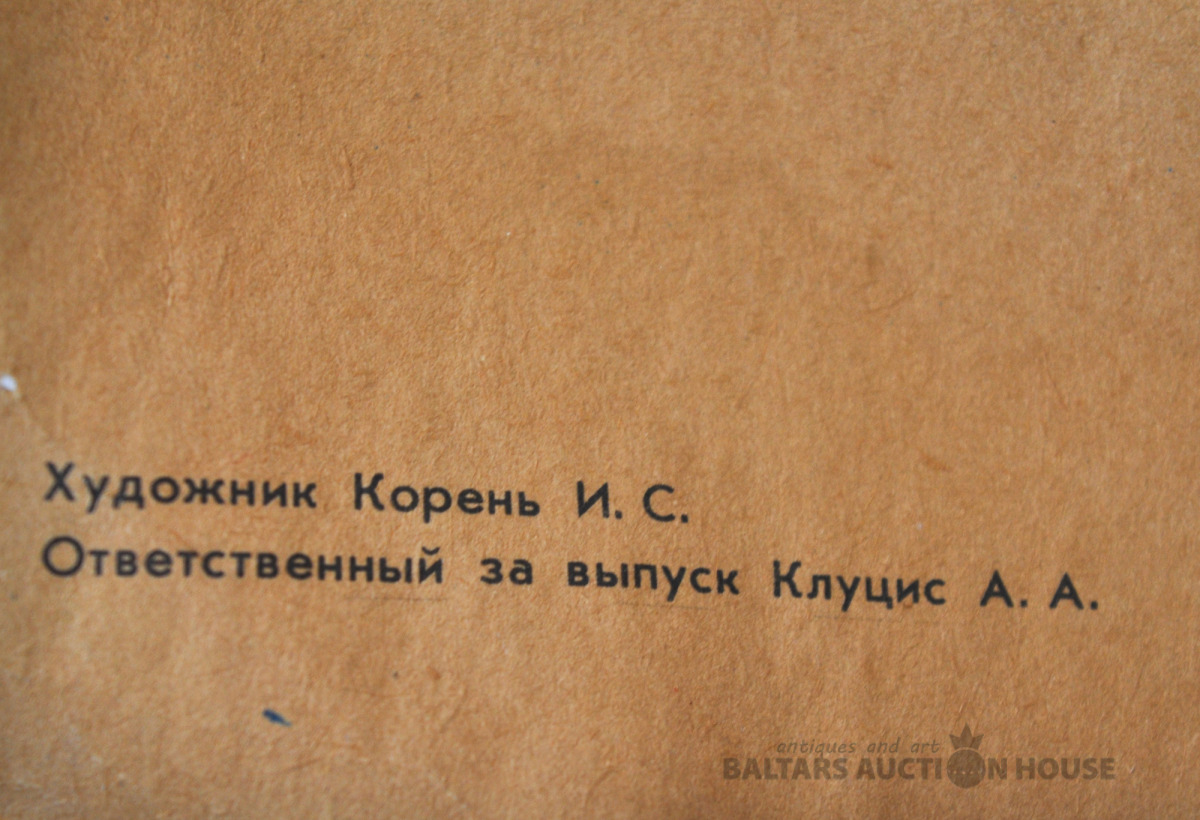 Художник Корень И. С.
Ответственный за выпуск Клуцис А. А.
antiques and art
BALTARS AUCTION HOUSE